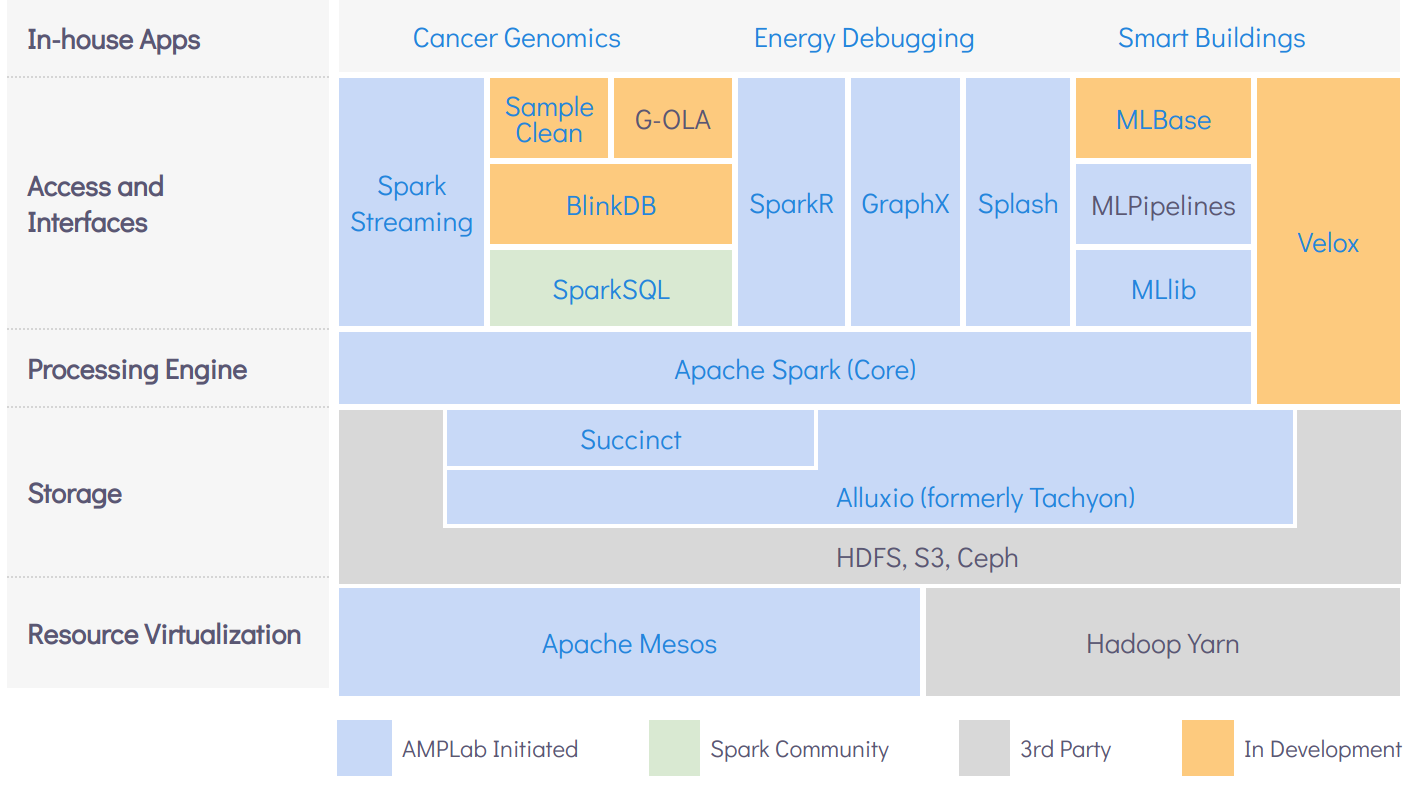 In-house Apps
Cancer Genomics
Energy Debugging
Smart Buildings
Access and
Interfaces
Spark
Streaming
Sample
Clean
G-OLA
BlinkDB
SparkSQL
SparkR
GraphX
Splash
MLBase
MLPipelines
MLlib
Velox
Processing Engine
Apache Spark (Core)
Storage
Succinct
Alluxio (formerly Tachyon)
HDFS, S3, Ceph
Resource Virtualization
Apache Mesos
Hadoop Yarn
AMPLab Initiated
Spark Community
3rd Party
In Development